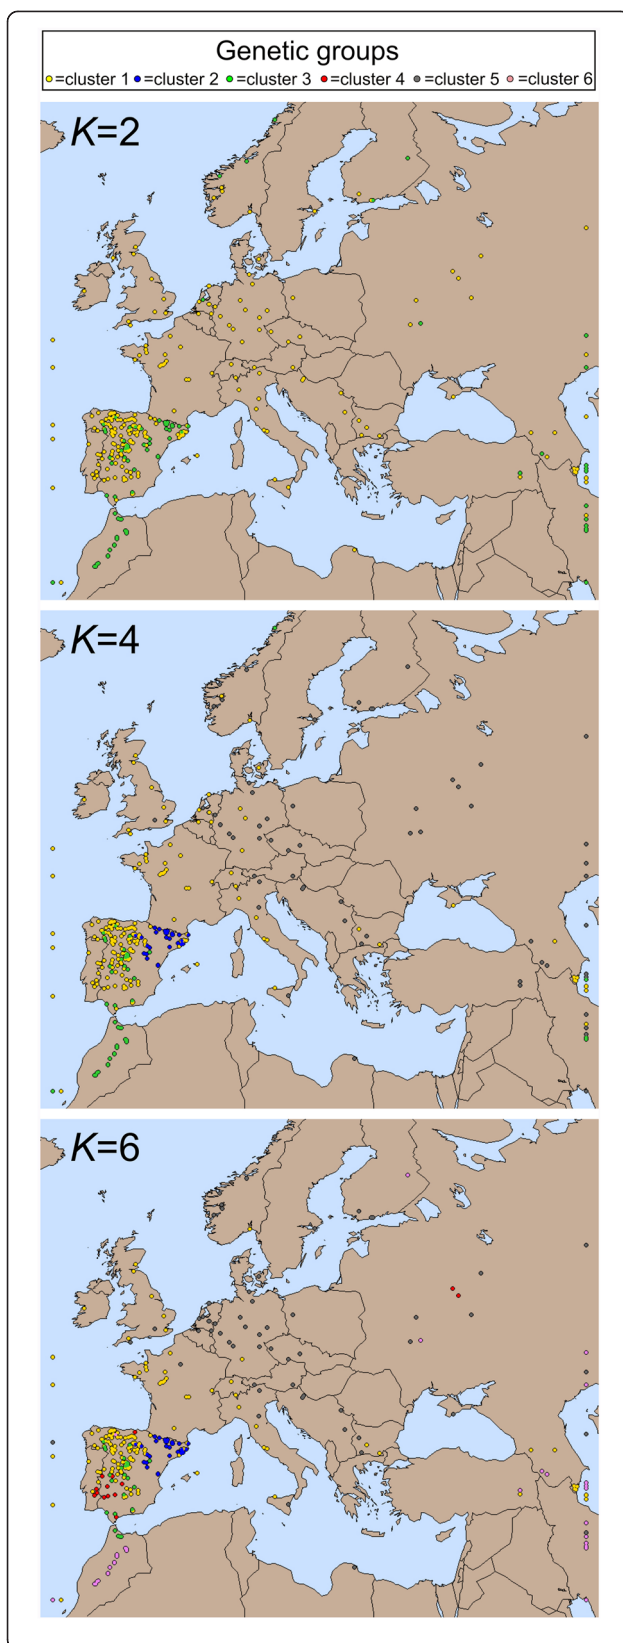 Genetic groups
=cluster 1 =cluster 2 =cluster 3 =cluster 4 =cluster 5 =cluster 6
K=2
K=4
K=6